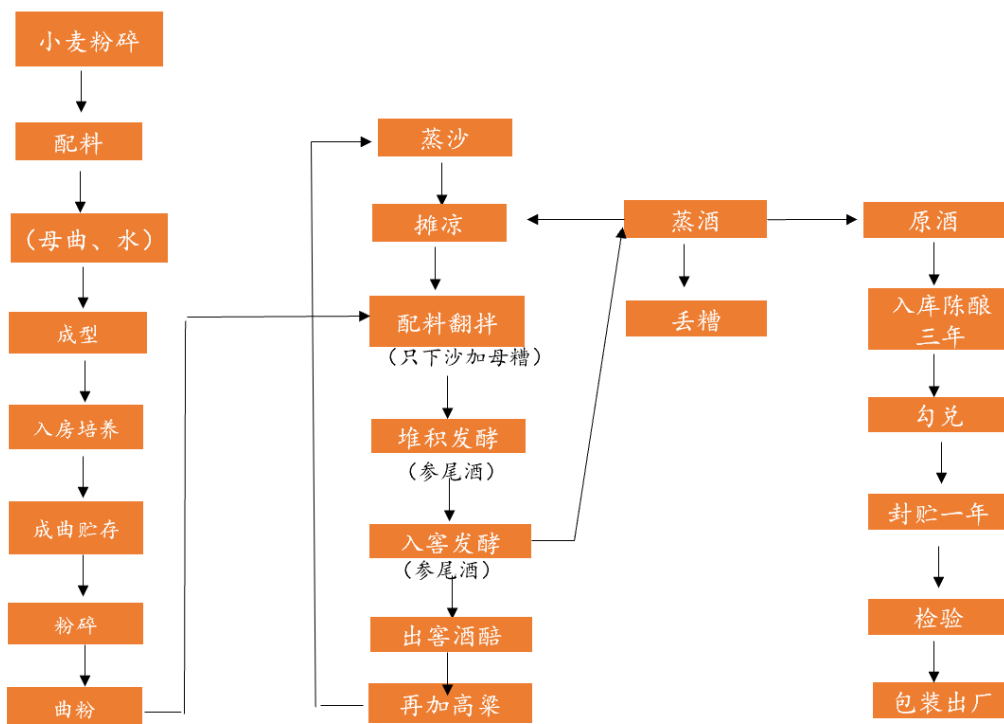 小麦粉碎
配料
（母曲、水）
成型
入房培养
成曲贮存
粉碎
曲粉
蒸沙
摊凉
配料翻拌
（只下沙加母糟）
堆积发酵
（参尾酒）
入窖发酵
（参尾酒）
出窖酒醅
再加高粱
蒸酒
丢糟
原酒
入库陈酿
三年
勾兑
封贮一年
检验
包装出厂